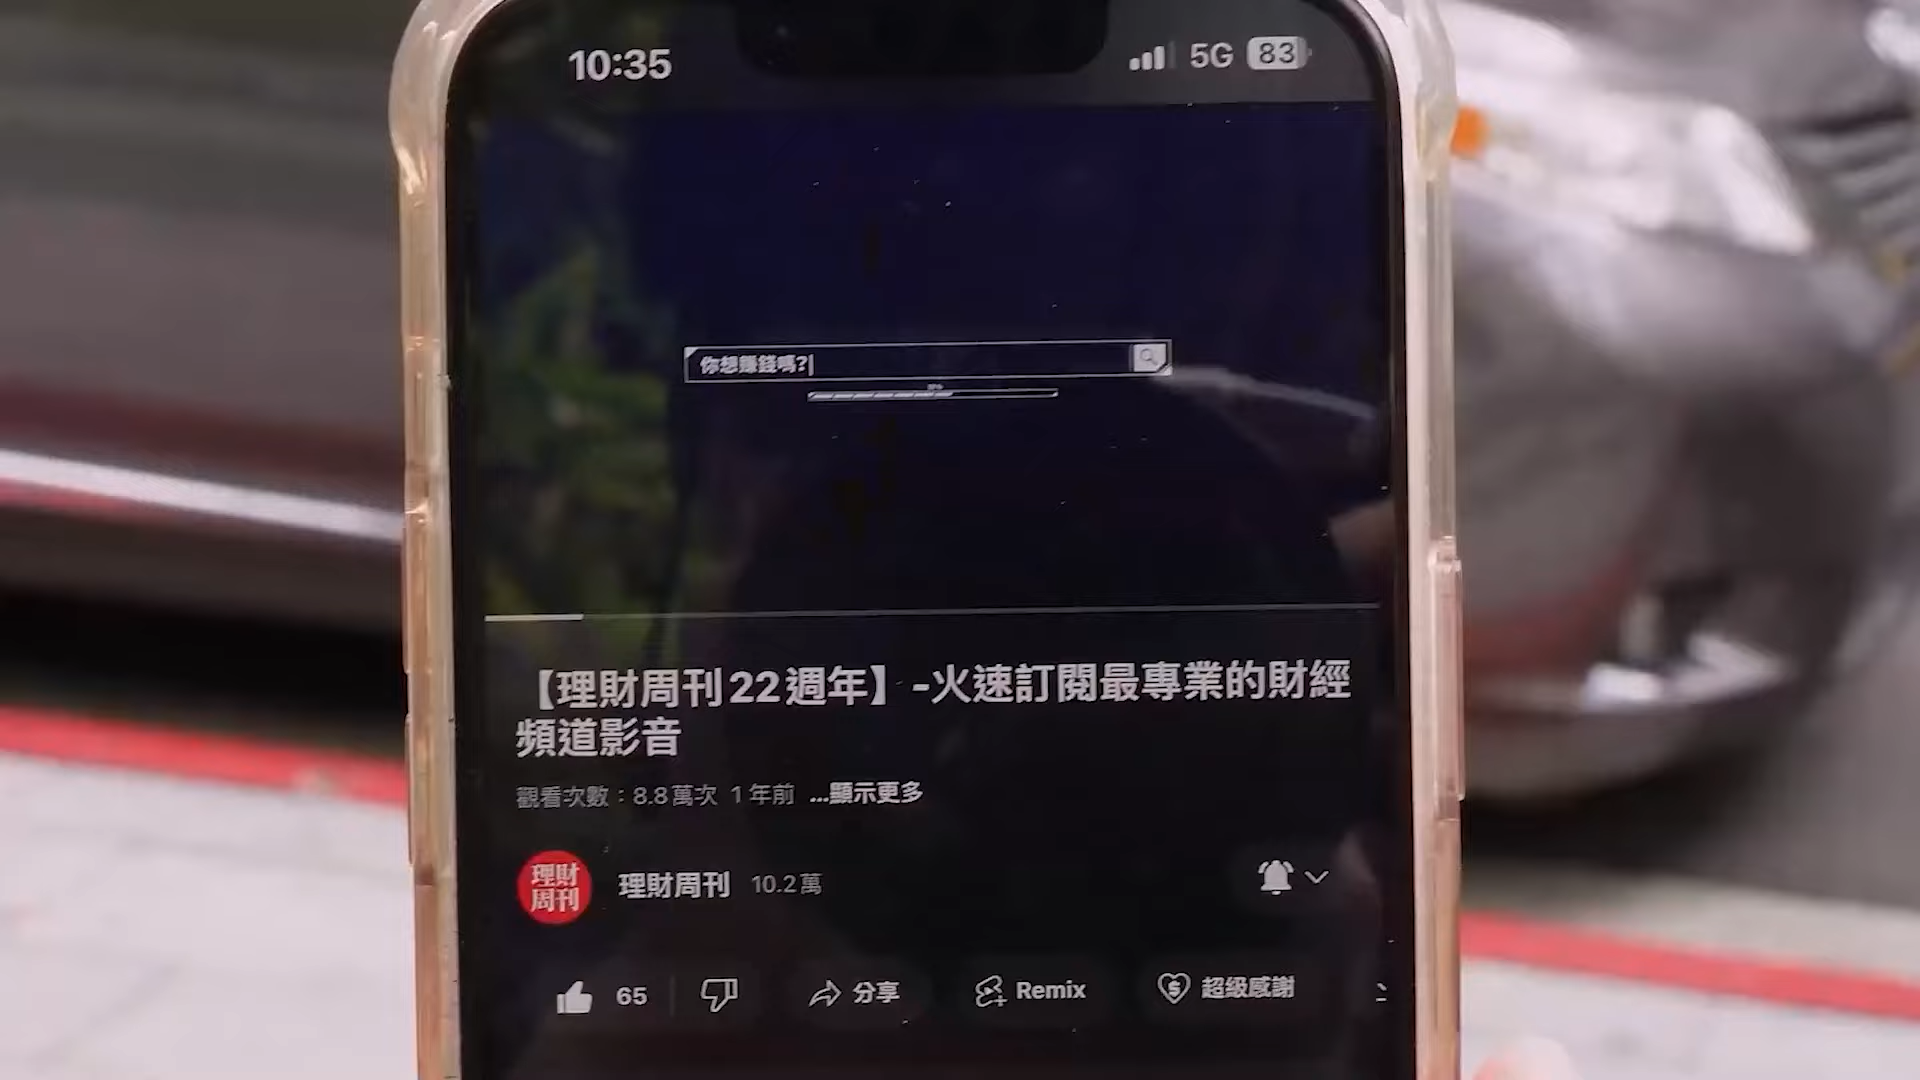 10:35
5G 83
你想賺錢嗎?
【理財周刊22週年】-火速訂閱最專業的財經
頻道影音
觀看次數：8.8萬次 1年前 ...顯示更多
理財
周刊
理財周刊 10.2萬
65 分享 Remix 超級感謝